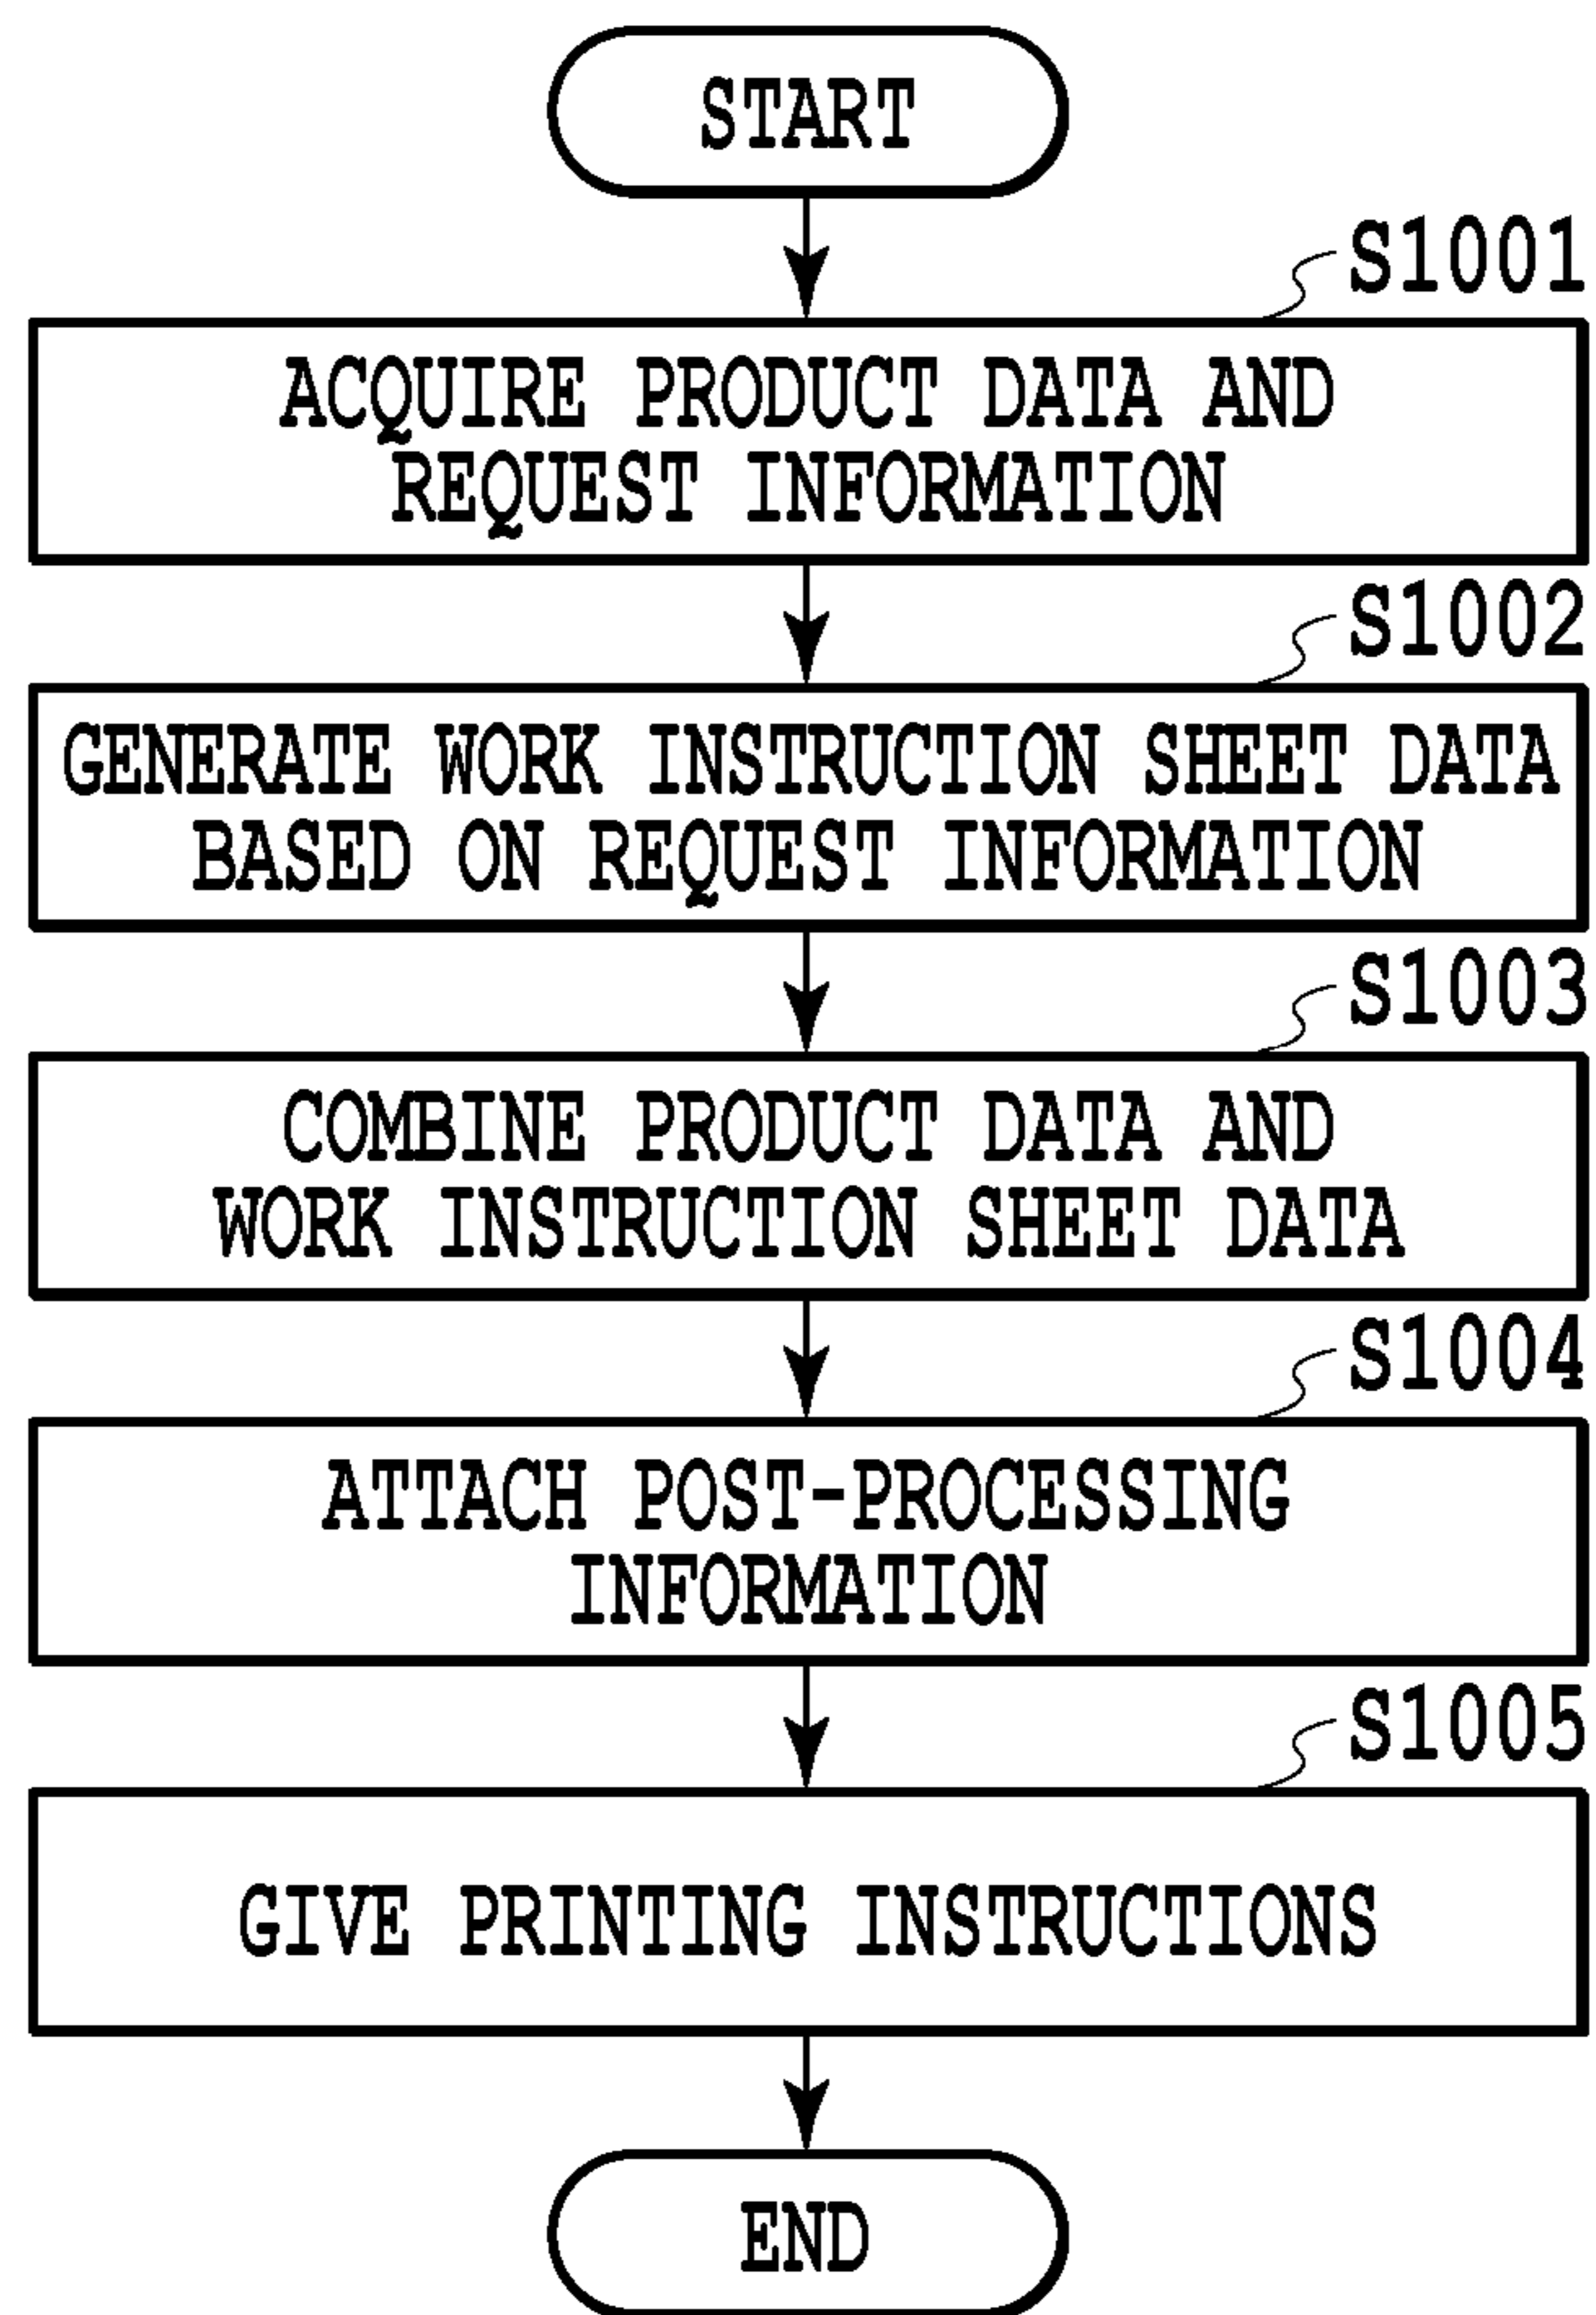 START
S1001
ACQUIRE PRODUCT DATA AND
REQUEST INFORMATION
S1002
GENERATE WORK INSTRUCTION SHEET DATA
BASED ON REQUEST INFORMATION
S1003
COMBINE PRODUCT DATA AND
WORK INSTRUCTION SHEET DATA
S1004
ATTACH POST-PROCESSING
INFORMATION
S1005
GIVE PRINTING INSTRUCTIONS
END